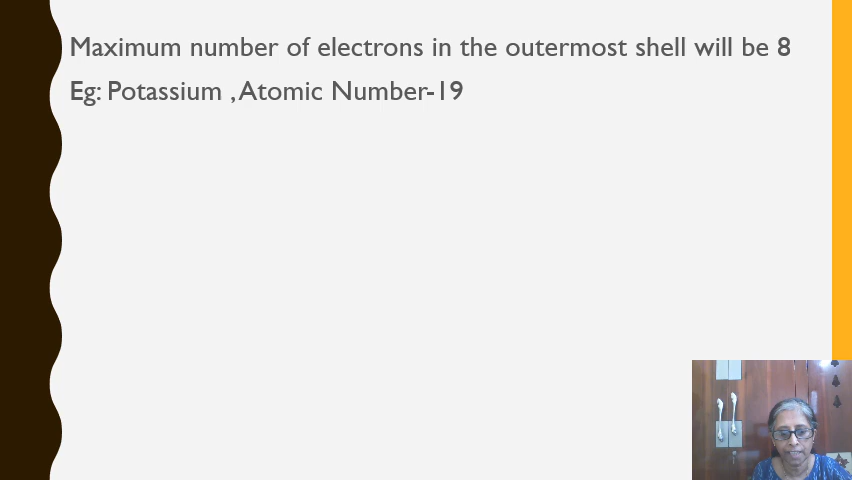 Maximum number of electrons in the outermost shell will be 8
Eg: Potassium , Atomic Number-19